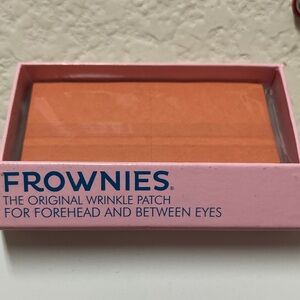 FROWNIES®
THE ORIGINAL WRINKLE PATCH
FOR FOREHEAD AND BETWEEN EYES